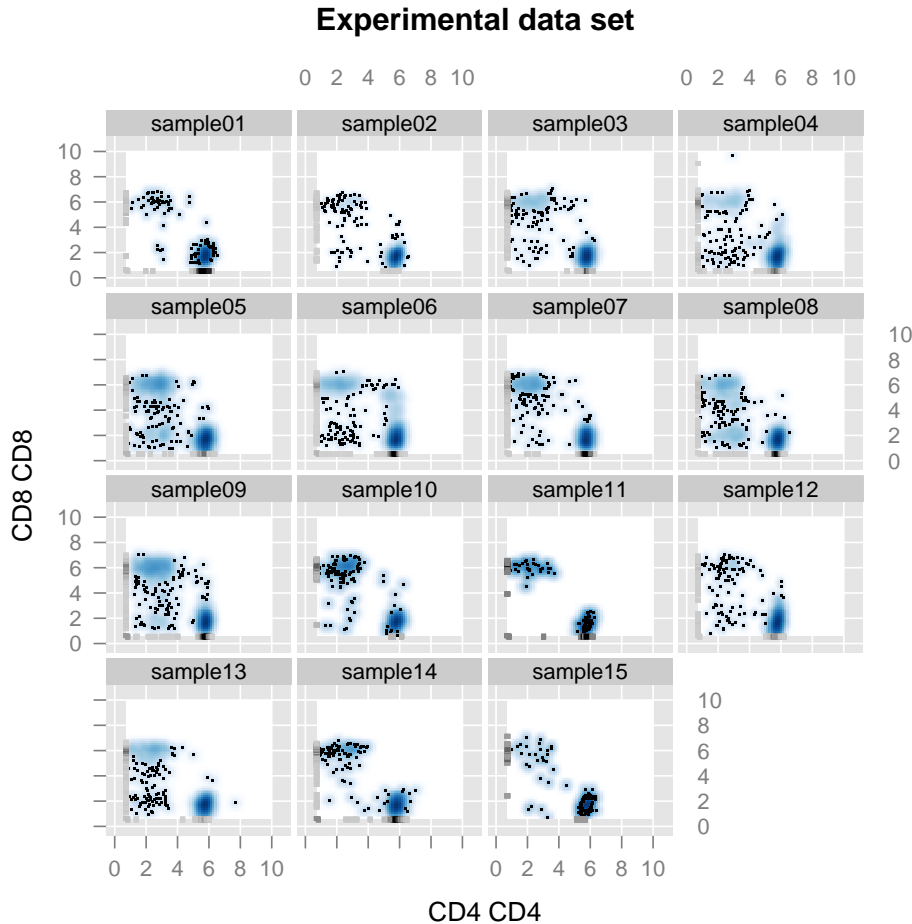 Experimental data set
0 2 4 6 8 10 0 2 4 6 8 10
sample01 sample02 sample03 sample04
10
8
6
4
2
0
sample05 sample06 sample07 sample08
10
8
6
4
2
0
CD8 CD8
sample09 sample10 sample11 sample12
10
8
6
4
2
0
sample13 sample14 sample15
10
8
6
4
2
0
0 2 4 6 8 10 0 2 4 6 8 10
CD4 CD4